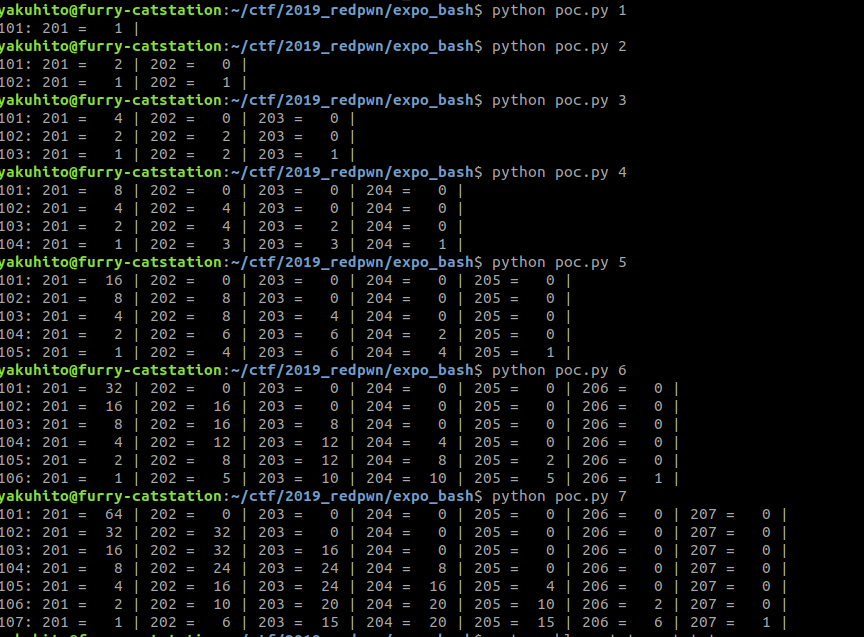 yakuhito@furry-catstation:~/ctf/2019_redpwn/expo_bash$ python poc.py 1
101: 201 =   1 |
yakuhito@furry-catstation:~/ctf/2019_redpwn/expo_bash$ python poc.py 2
101: 201 =   2 | 202 =   0 |
102: 201 =   1 | 202 =   1 |
yakuhito@furry-catstation:~/ctf/2019_redpwn/expo_bash$ python poc.py 3
101: 201 =   4 | 202 =   0 | 203 =   0 |
102: 201 =   2 | 202 =   2 | 203 =   0 |
103: 201 =   1 | 202 =   2 | 203 =   1 |
yakuhito@furry-catstation:~/ctf/2019_redpwn/expo_bash$ python poc.py 4
101: 201 =   8 | 202 =   0 | 203 =   0 | 204 =   0 |
102: 201 =   4 | 202 =   4 | 203 =   0 | 204 =   0 |
103: 201 =   2 | 202 =   4 | 203 =   2 | 204 =   0 |
104: 201 =   1 | 202 =   3 | 203 =   3 | 204 =   1 |
yakuhito@furry-catstation:~/ctf/2019_redpwn/expo_bash$ python poc.py 5
101: 201 =  16 | 202 =   0 | 203 =   0 | 204 =   0 | 205 =   0 |
102: 201 =   8 | 202 =   8 | 203 =   0 | 204 =   0 | 205 =   0 |
103: 201 =   4 | 202 =   8 | 203 =   4 | 204 =   0 | 205 =   0 |
104: 201 =   2 | 202 =   6 | 203 =   6 | 204 =   2 | 205 =   0 |
105: 201 =   1 | 202 =   4 | 203 =   6 | 204 =   4 | 205 =   1 |
yakuhito@furry-catstation:~/ctf/2019_redpwn/expo_bash$ python poc.py 6
101: 201 =  32 | 202 =   0 | 203 =   0 | 204 =   0 | 205 =   0 | 206 =   0 |
102: 201 =  16 | 202 =  16 | 203 =   0 | 204 =   0 | 205 =   0 | 206 =   0 |
103: 201 =   8 | 202 =  16 | 203 =   8 | 204 =   0 | 205 =   0 | 206 =   0 |
104: 201 =   4 | 202 =  12 | 203 =  12 | 204 =   4 | 205 =   0 | 206 =   0 |
105: 201 =   2 | 202 =   8 | 203 =  12 | 204 =   8 | 205 =   2 | 206 =   0 |
106: 201 =   1 | 202 =   5 | 203 =  10 | 204 =  10 | 205 =   5 | 206 =   1 |
yakuhito@furry-catstation:~/ctf/2019_redpwn/expo_bash$ python poc.py 7
101: 201 =  64 | 202 =   0 | 203 =   0 | 204 =   0 | 205 =   0 | 206 =   0 | 207 =   0 |
102: 201 =  32 | 202 =  32 | 203 =   0 | 204 =   0 | 205 =   0 | 206 =   0 | 207 =   0 |
103: 201 =  16 | 202 =  32 | 203 =  16 | 204 =   0 | 205 =   0 | 206 =   0 | 207 =   0 |
104: 201 =   8 | 202 =  24 | 203 =  24 | 204 =   8 | 205 =   0 | 206 =   0 | 207 =   0 |
105: 201 =   4 | 202 =  16 | 203 =  24 | 204 =  16 | 205 =   4 | 206 =   0 | 207 =   0 |
106: 201 =   2 | 202 =  10 | 203 =  20 | 204 =  20 | 205 =  10 | 206 =   2 | 207 =   0 |
107: 201 =   1 | 202 =   6 | 203 =  15 | 204 =  20 | 205 =  15 | 206 =   6 | 207 =   1 |